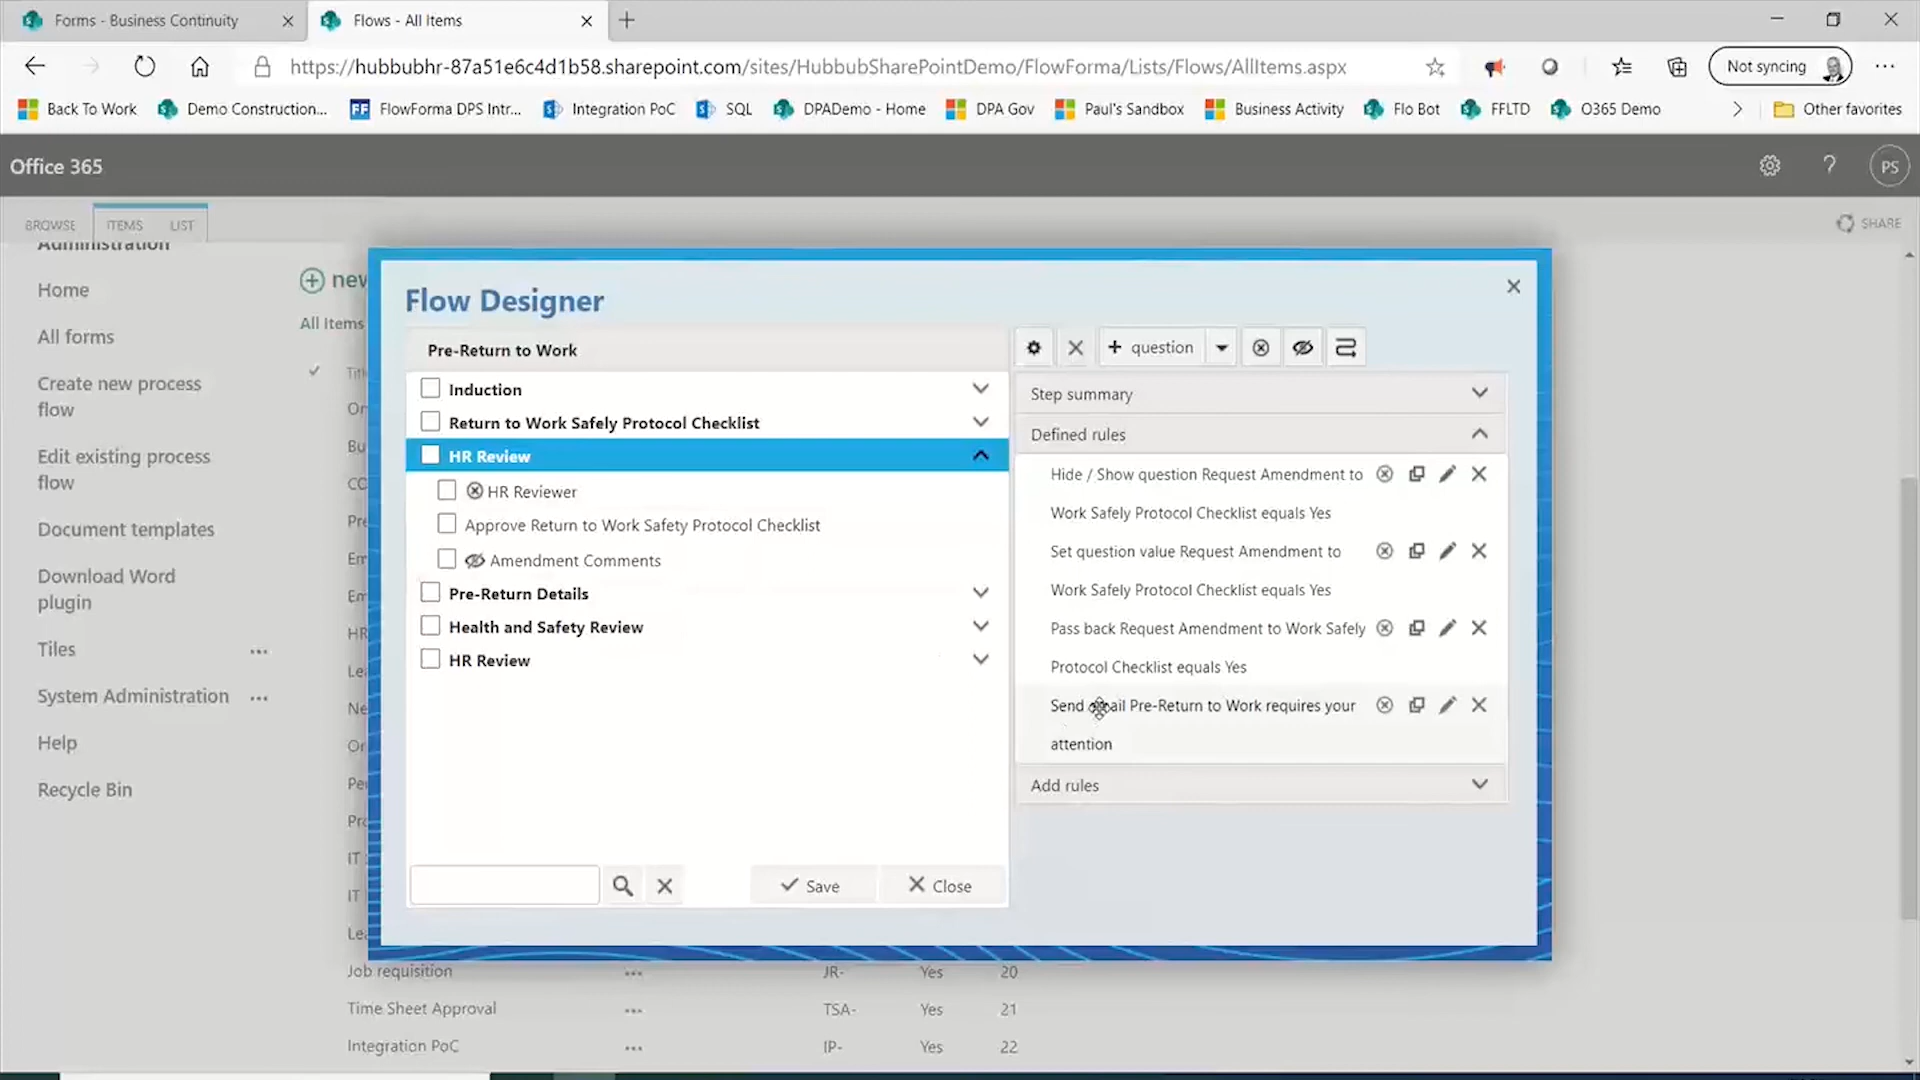 Forms - Business Continuity
Flows - All Items
https://hubbubhr-87a51e6c4d1b58.sharepoint.com/sites/HubbubSharePointDemo/FlowForma/Lists/Flows/AllItems.aspx
Not syncing
Back To Work
Demo Construction...
FF
FlowForma DPS Intr...
Integration PoC
SQL
DPADemo - Home
DPA Gov
Paul's Sandbox
Business Activity
Flo Bot
FFLTD
O365 Demo
Other favorites
Office 365
?
PS
BROWSE
ITEMS
LIST
SHARE
Administration
Home
All forms
Create new process
flow
Edit existing process
flow
Document templates
Download Word
plugin
Tiles
System Administration
Help
Recycle Bin
new
All Items
Flow Designer
Pre-Return to Work
Induction
Return to Work Safely Protocol Checklist
HR Review
HR Reviewer
Approve Return to Work Safety Protocol Checklist
Amendment Comments
Pre-Return Details
Health and Safety Review
HR Review
Save
Close
+ question
Step summary
Defined rules
Hide / Show question Request Amendment to
Work Safely Protocol Checklist equals Yes
Set question value Request Amendment to
Work Safely Protocol Checklist equals Yes
Pass back Request Amendment to Work Safely
Protocol Checklist equals Yes
Send email Pre-Return to Work requires your
attention
Add rules
Job requisition ... JR- Yes 20
Time Sheet Approval ... TSA- Yes 21
Integration PoC ... IP- Yes 22